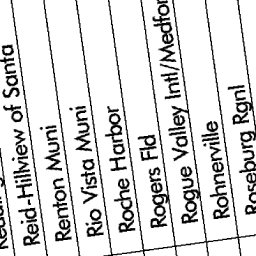 Reid-Hillview of Santa
Renton Muni
Rio Vista Muni
Roche Harbor
Rogers Fld
Rogue Valley Intl/Medfor
Rohnerville
Roseburg Rgnl